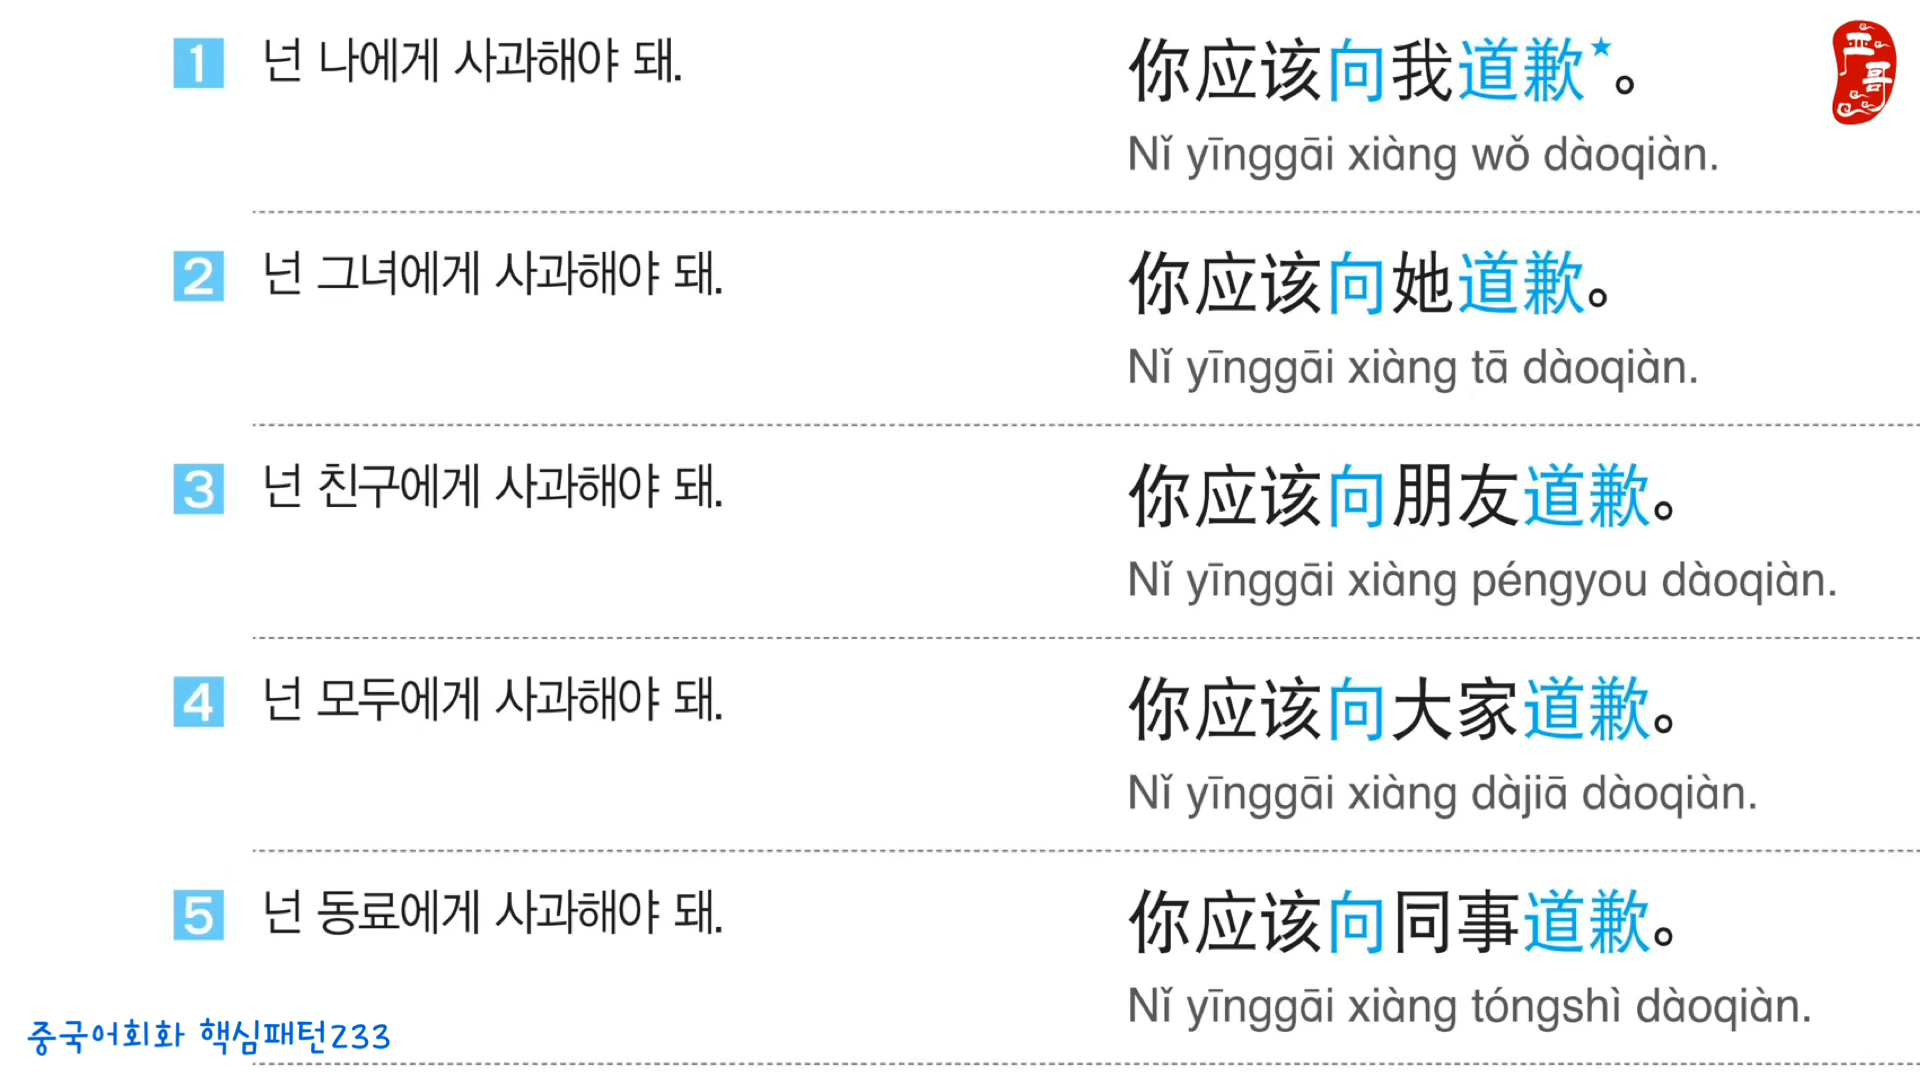 1 넌 나에게 사과해야 돼. 你应该向我道歉★。
Nǐ yīnggāi xiàng wǒ dàoqiàn.
2 넌 그녀에게 사과해야 돼. 你应该向她道歉。
Nǐ yīnggāi xiàng tā dàoqiàn.
3 넌 친구에게 사과해야 돼. 你应该向朋友道歉。
Nǐ yīnggāi xiàng péngyou dàoqiàn.
4 넌 모두에게 사과해야 돼. 你应该向大家道歉。
Nǐ yīnggāi xiàng dàjiā dàoqiàn.
5 넌 동료에게 사과해야 돼. 你应该向同事道歉。
Nǐ yīnggāi xiàng tóngshì dàoqiàn.
중국어회화 핵심패턴233